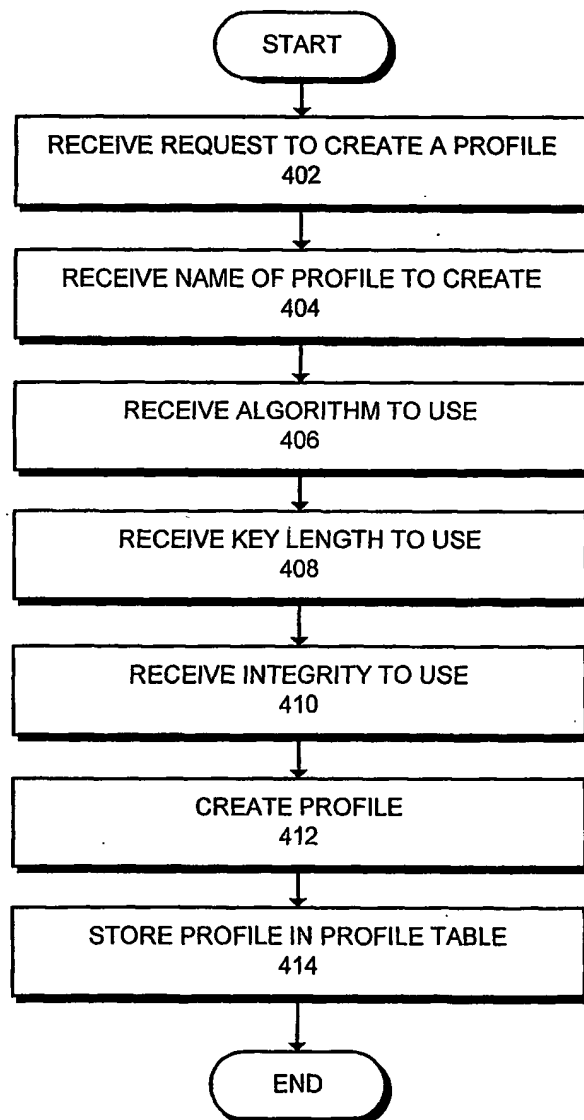 START
RECEIVE REQUEST TO CREATE A PROFILE
402
RECEIVE NAME OF PROFILE TO CREATE
404
RECEIVE ALGORITHM TO USE
406
RECEIVE KEY LENGTH TO USE
408
RECEIVE INTEGRITY TO USE
410
CREATE PROFILE
412
STORE PROFILE IN PROFILE TABLE
414
END